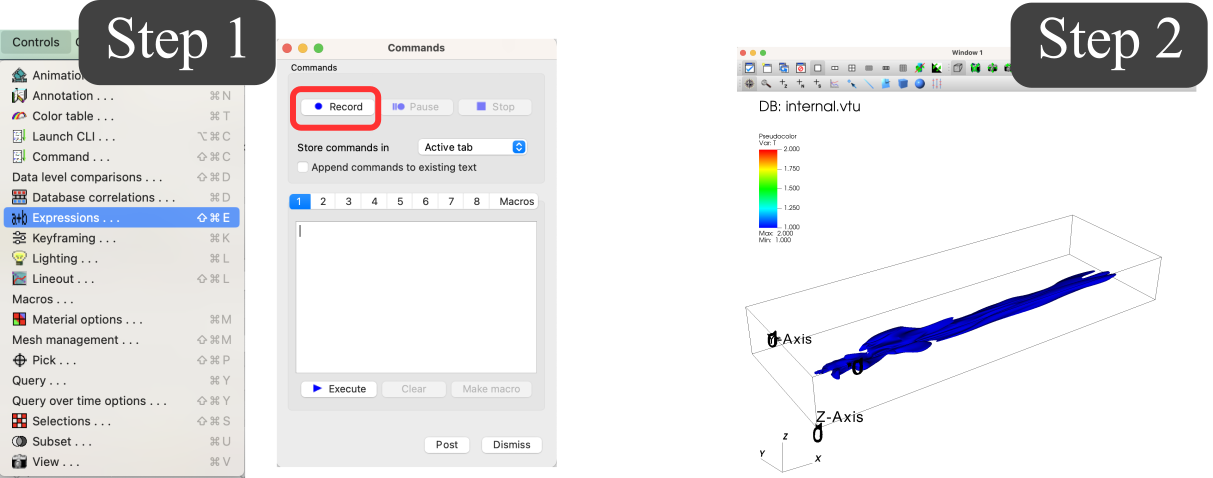 Step 1
Controls
Animatio
Annotation . . . ⌘ N
Color table . . . ⌘ T
Launch CLI . . . ⌥ ⌘ C
Command . . . ⇧ ⌘ C
Data level comparisons . . . ⇧ ⌘ D
Database correlations . . . ⌘ D
a+b Expressions . . . ⇧ ⌘ E
Keyframing . . . ⌘ K
Lighting . . . ⌘ L
Lineout . . . ⇧ ⌘ L
Macros . . .
Material options . . . ⌘ M
Mesh management . . . ⇧ ⌘ M
Pick . . . ⇧ ⌘ P
Query . . . ⌘ Y
Query over time options . . . ⇧ ⌘ Y
Selections . . . ⇧ ⌘ S
Subset . . . ⌘ U
View . . . ⌘ V
Commands
Commands
Record Pause Stop
Store commands in Active tab
Append commands to existing text
1 2 3 4 5 6 7 8 Macros
Execute Clear Make macro
Post Dismiss
Step 2
Window 1
DB: internal.vtu
Pseudocolor
Var: T
2.000
1.750
1.500
1.250
1.000
Max: 2.000
Min: 1.000
-Axis
Z-Axis
Z
Y
X